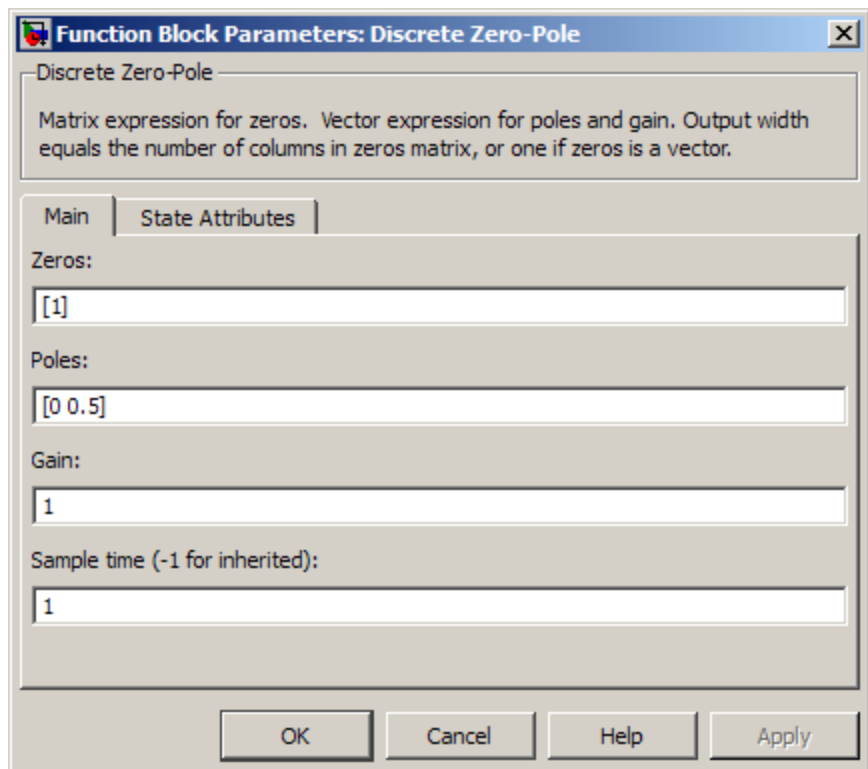 Function Block Parameters: Discrete Zero-Pole
Discrete Zero-Pole
Matrix expression for zeros.  Vector expression for poles and gain. Output width
equals the number of columns in zeros matrix, or one if zeros is a vector.
Main State Attributes
Zeros:
[1]
Poles:
[0 0.5]
Gain:
1
Sample time (-1 for inherited):
1
OK Cancel Help Apply